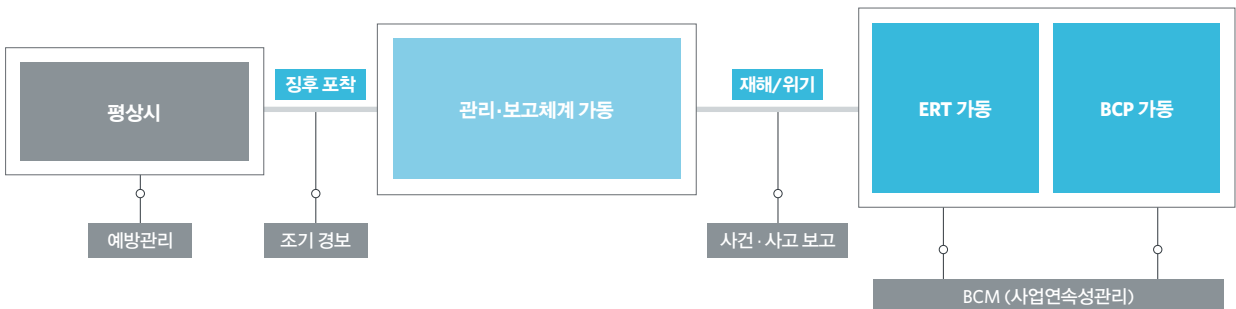 평상시
징후 포착
관리·보고체계 가동
재해/위기
ERT 가동
BCP 가동
예방관리
조기 경보
사건 · 사고 보고
BCM (사업연속성관리)